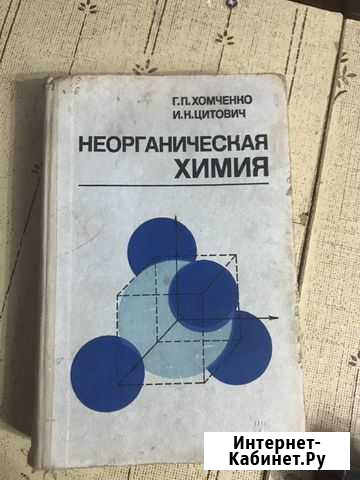 Г.П.ХОМЧЕНКО
И.К.ЦИТОВИЧ
НЕОРГАНИЧЕСКАЯ
ХИМИЯ
Интернет-
Кабинет.Ру